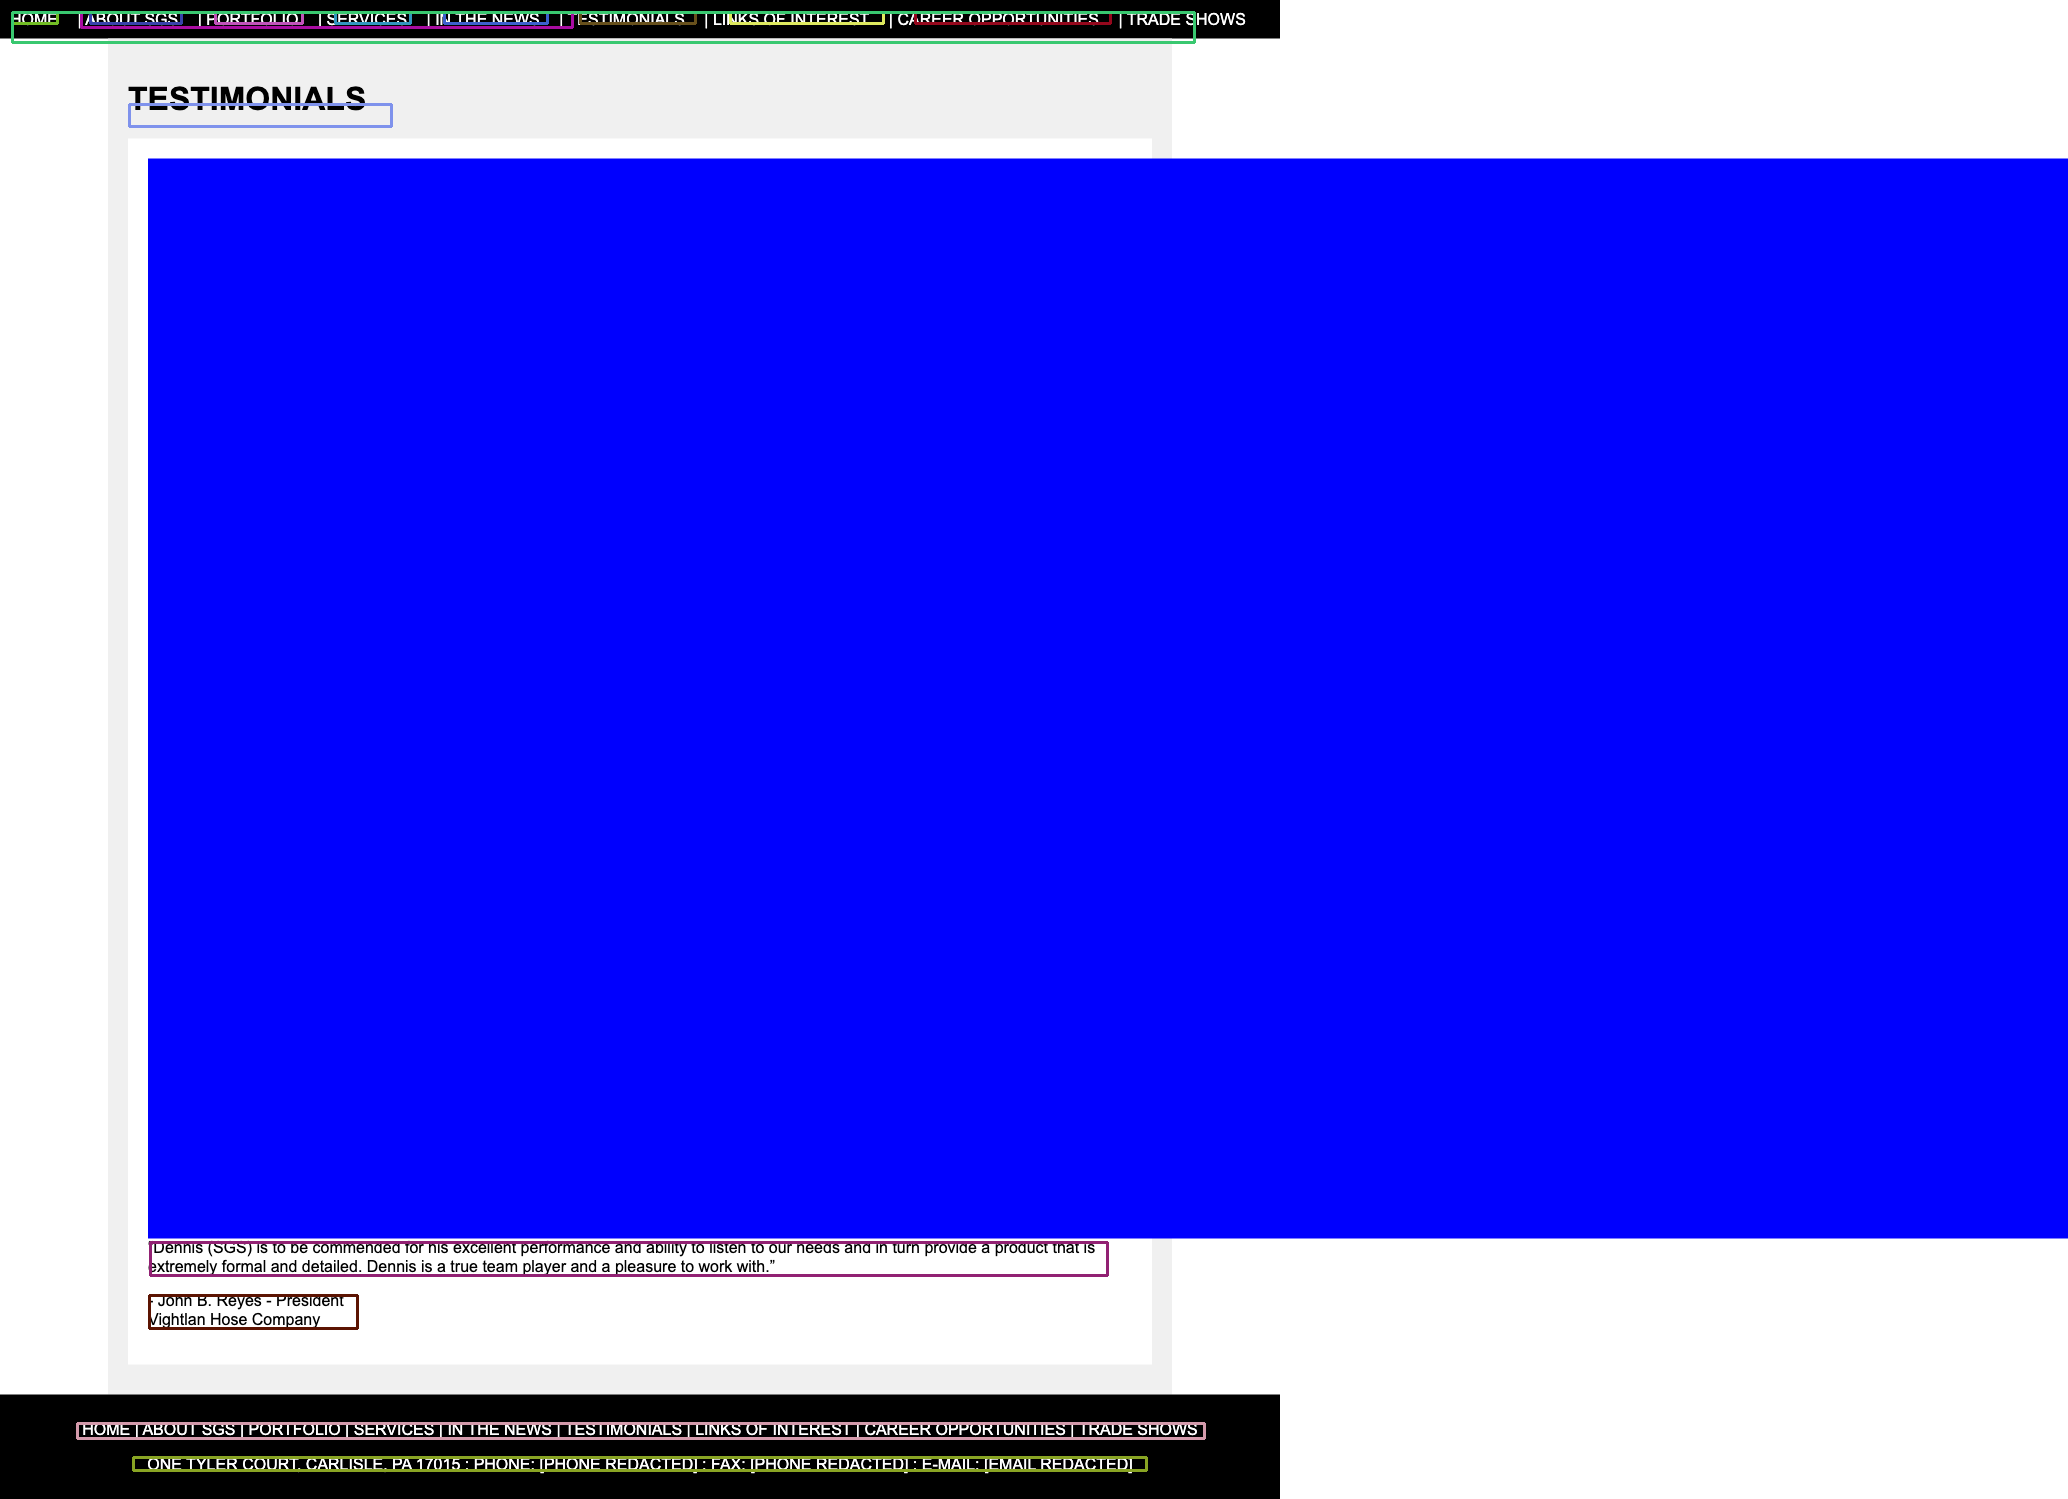 HOME | ABOUT SGS | PORTFOLIO | SERVICES | IN THE NEWS | TESTIMONIALS | LINKS OF INTEREST | CAREER OPPORTUNITIES | TRADE SHOWS
TESTIMONIALS
"Dennis (SGS) is to be commended for his excellent performance and ability to listen to our needs and in turn provide a product that is
extremely formal and detailed. Dennis is a true team player and a pleasure to work with.”
- John B. Reyes - President
Vightlan Hose Company
HOME | ABOUT SGS | PORTFOLIO | SERVICES | IN THE NEWS | TESTIMONIALS | LINKS OF INTEREST | CAREER OPPORTUNITIES | TRADE SHOWS
ONE TYLER COURT, CARLISLE, PA 17015 : PHONE: [PHONE REDACTED] : FAX: [PHONE REDACTED] : E-MAIL: [EMAIL REDACTED]